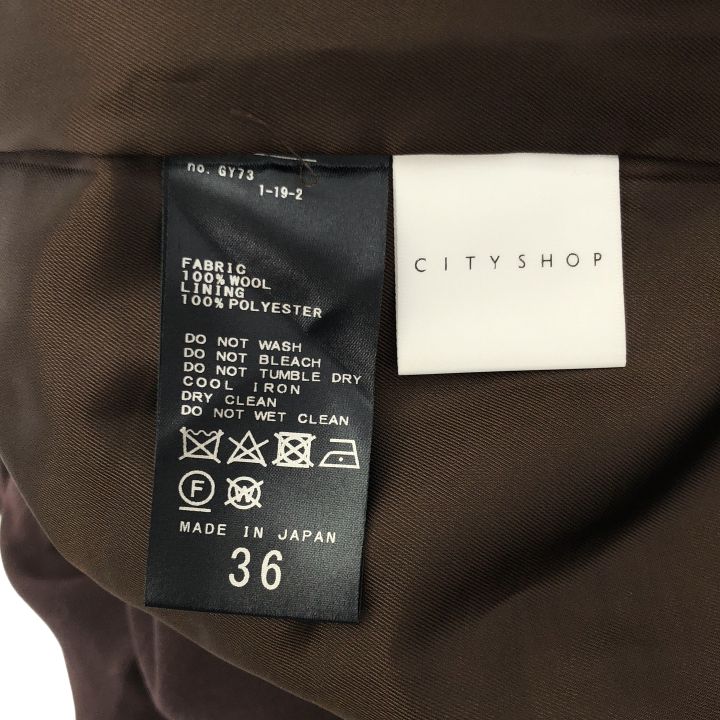 no. GY73
1-19-2
FABRIC
100% WOOL
LINING
100% POLYESTER
DO NOT WASH
DO NOT BLEACH
DO NOT TUMBLE DRY
COOL IRON
DRY CLEAN
DO NOT WET CLEAN
F W
MADE IN JAPAN
36
CITYSHOP